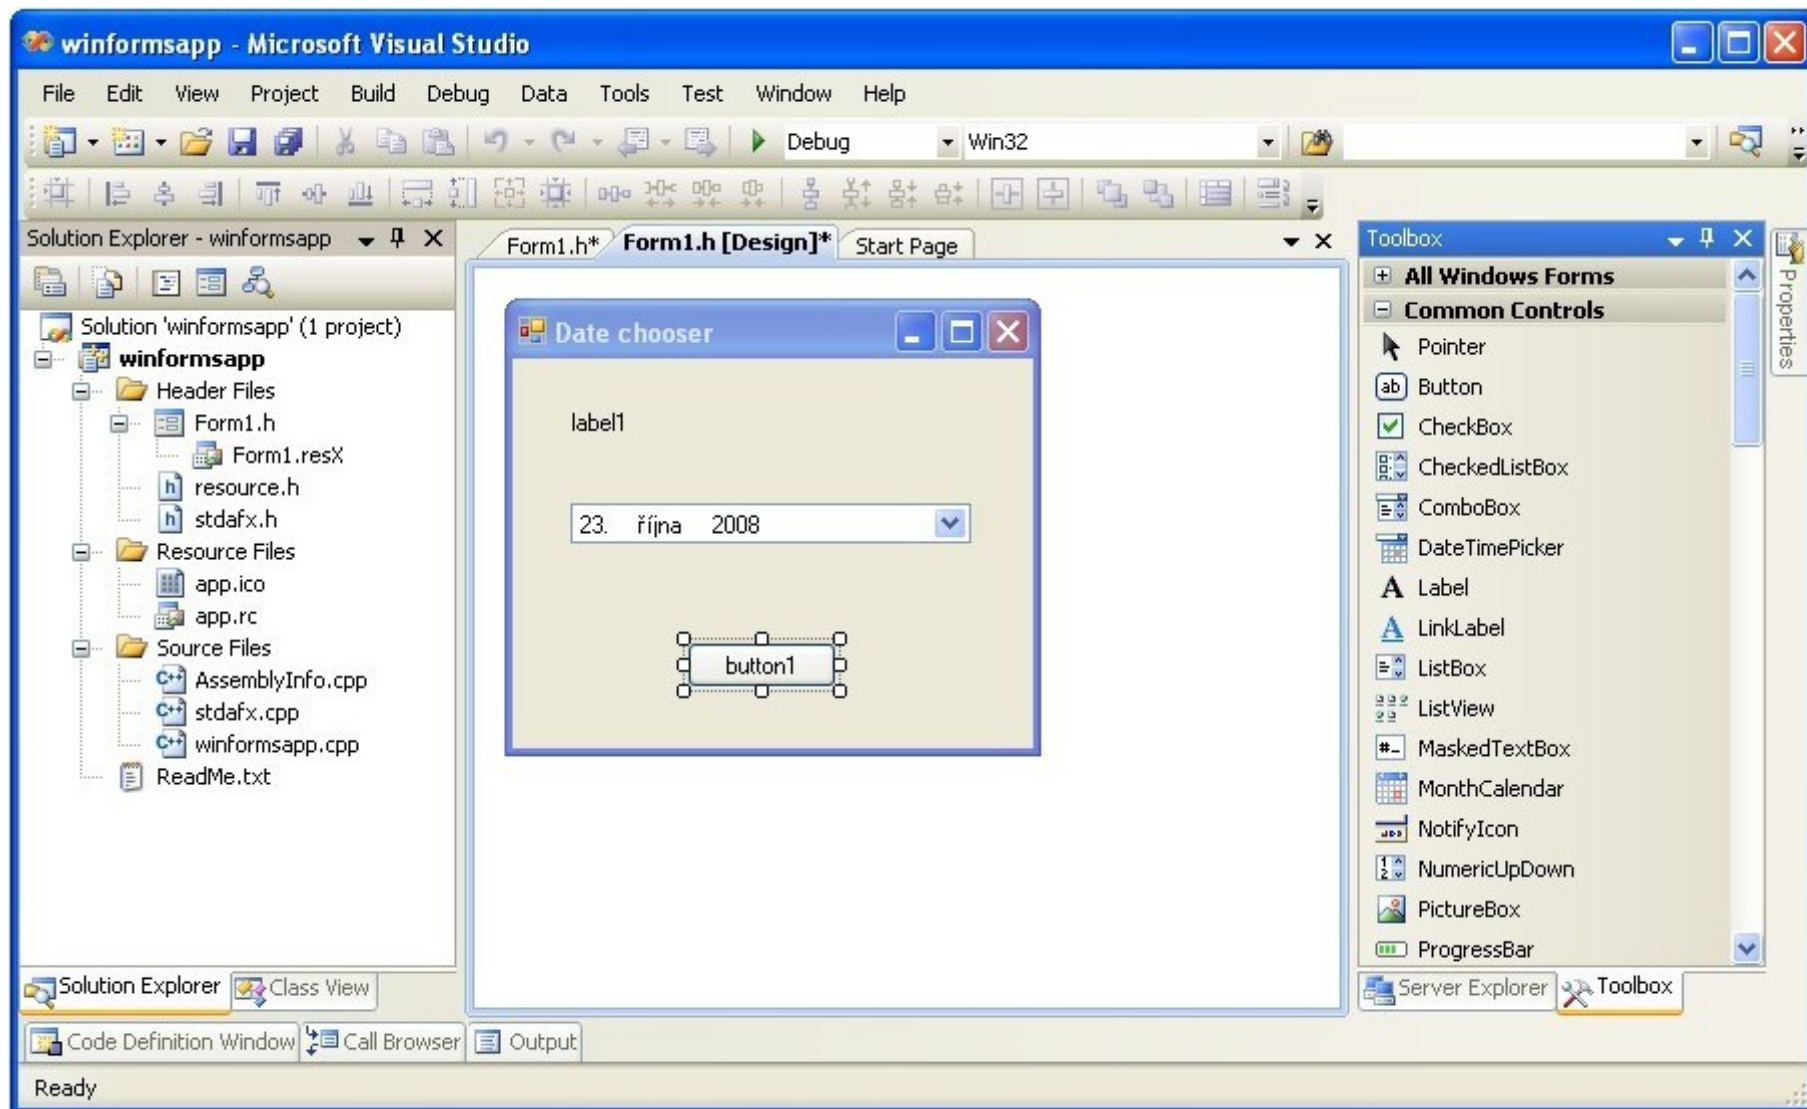 winformsapp - Microsoft Visual Studio
File Edit View Project Build Debug Data Tools Test Window Help
Debug Win32
Solution Explorer - winformsapp
Solution 'winformsapp' (1 project)
winformsapp
Header Files
Form1.h
Form1.resX
resource.h
stdafx.h
Resource Files
app.ico
app.rc
Source Files
AssemblyInfo.cpp
stdafx.cpp
winformsapp.cpp
ReadMe.txt
Solution Explorer Class View
Form1.h* Form1.h [Design]* Start Page
Date chooser
label1
23. října 2008
button1
Toolbox
All Windows Forms
Common Controls
Pointer
Button
CheckBox
CheckedListBox
ComboBox
DateTimePicker
Label
LinkLabel
ListBox
ListView
MaskedTextBox
MonthCalendar
NotifyIcon
NumericUpDown
PictureBox
ProgressBar
Server Explorer Toolbox
Properties
Code Definition Window Call Browser Output
Ready